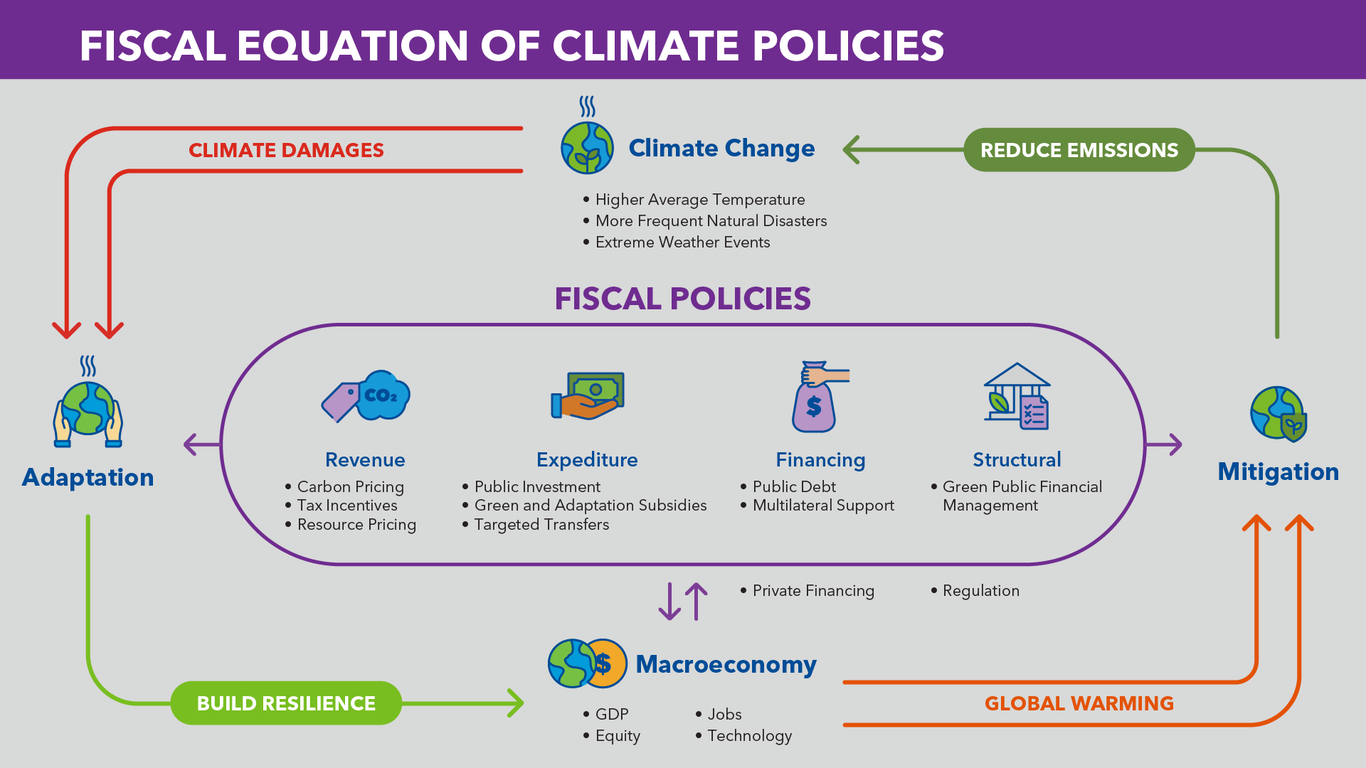 FISCAL EQUATION OF CLIMATE POLICIES
CLIMATE DAMAGES
Climate Change
REDUCE EMISSIONS
• Higher Average Temperature
• More Frequent Natural Disasters
• Extreme Weather Events
FISCAL POLICIES
CO₂
$
Adaptation
Mitigation
Revenue
• Carbon Pricing
• Tax Incentives
• Resource Pricing
Expediture
• Public Investment
• Green and Adaptation Subsidies
• Targeted Transfers
Financing
• Public Debt
• Multilateral Support
Structural
• Green Public Financial
Management
• Private Financing
• Regulation
$
Macroeconomy
BUILD RESILIENCE
GLOBAL WARMING
• GDP
• Equity
• Jobs
• Technology